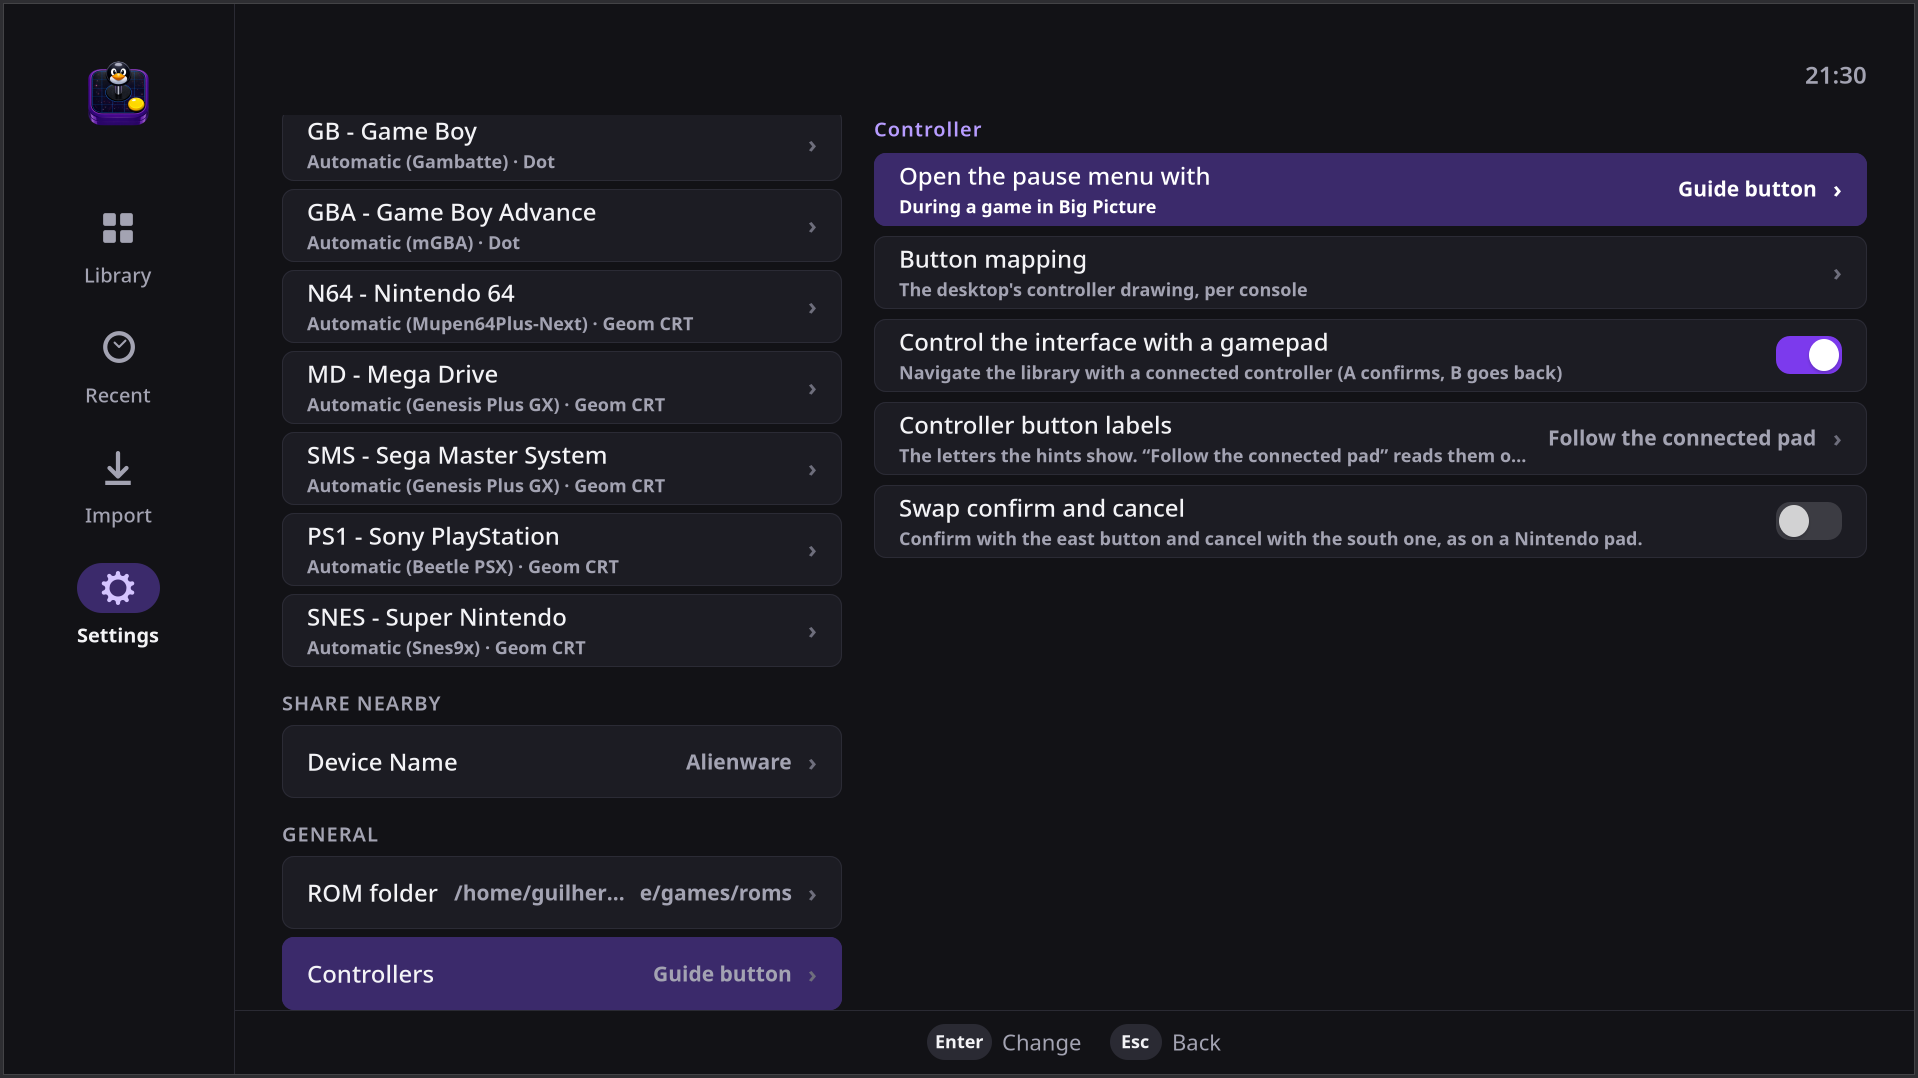 21:30
Library
Recent
Import
Settings
GB - Game Boy
Automatic (Gambatte) · Dot
GBA - Game Boy Advance
Automatic (mGBA) · Dot
N64 - Nintendo 64
Automatic (Mupen64Plus-Next) · Geom CRT
MD - Mega Drive
Automatic (Genesis Plus GX) · Geom CRT
SMS - Sega Master System
Automatic (Genesis Plus GX) · Geom CRT
PS1 - Sony PlayStation
Automatic (Beetle PSX) · Geom CRT
SNES - Super Nintendo
Automatic (Snes9x) · Geom CRT
SHARE NEARBY
Device Name Alienware
GENERAL
ROM folder /home/guilher... e/games/roms
Controllers Guide button
Controller
Open the pause menu with Guide button
During a game in Big Picture
Button mapping
The desktop's controller drawing, per console
Control the interface with a gamepad
Navigate the library with a connected controller (A confirms, B goes back)
Controller button labels Follow the connected pad
The letters the hints show. “Follow the connected pad” reads them o...
Swap confirm and cancel
Confirm with the east button and cancel with the south one, as on a Nintendo pad.
Enter Change Esc Back